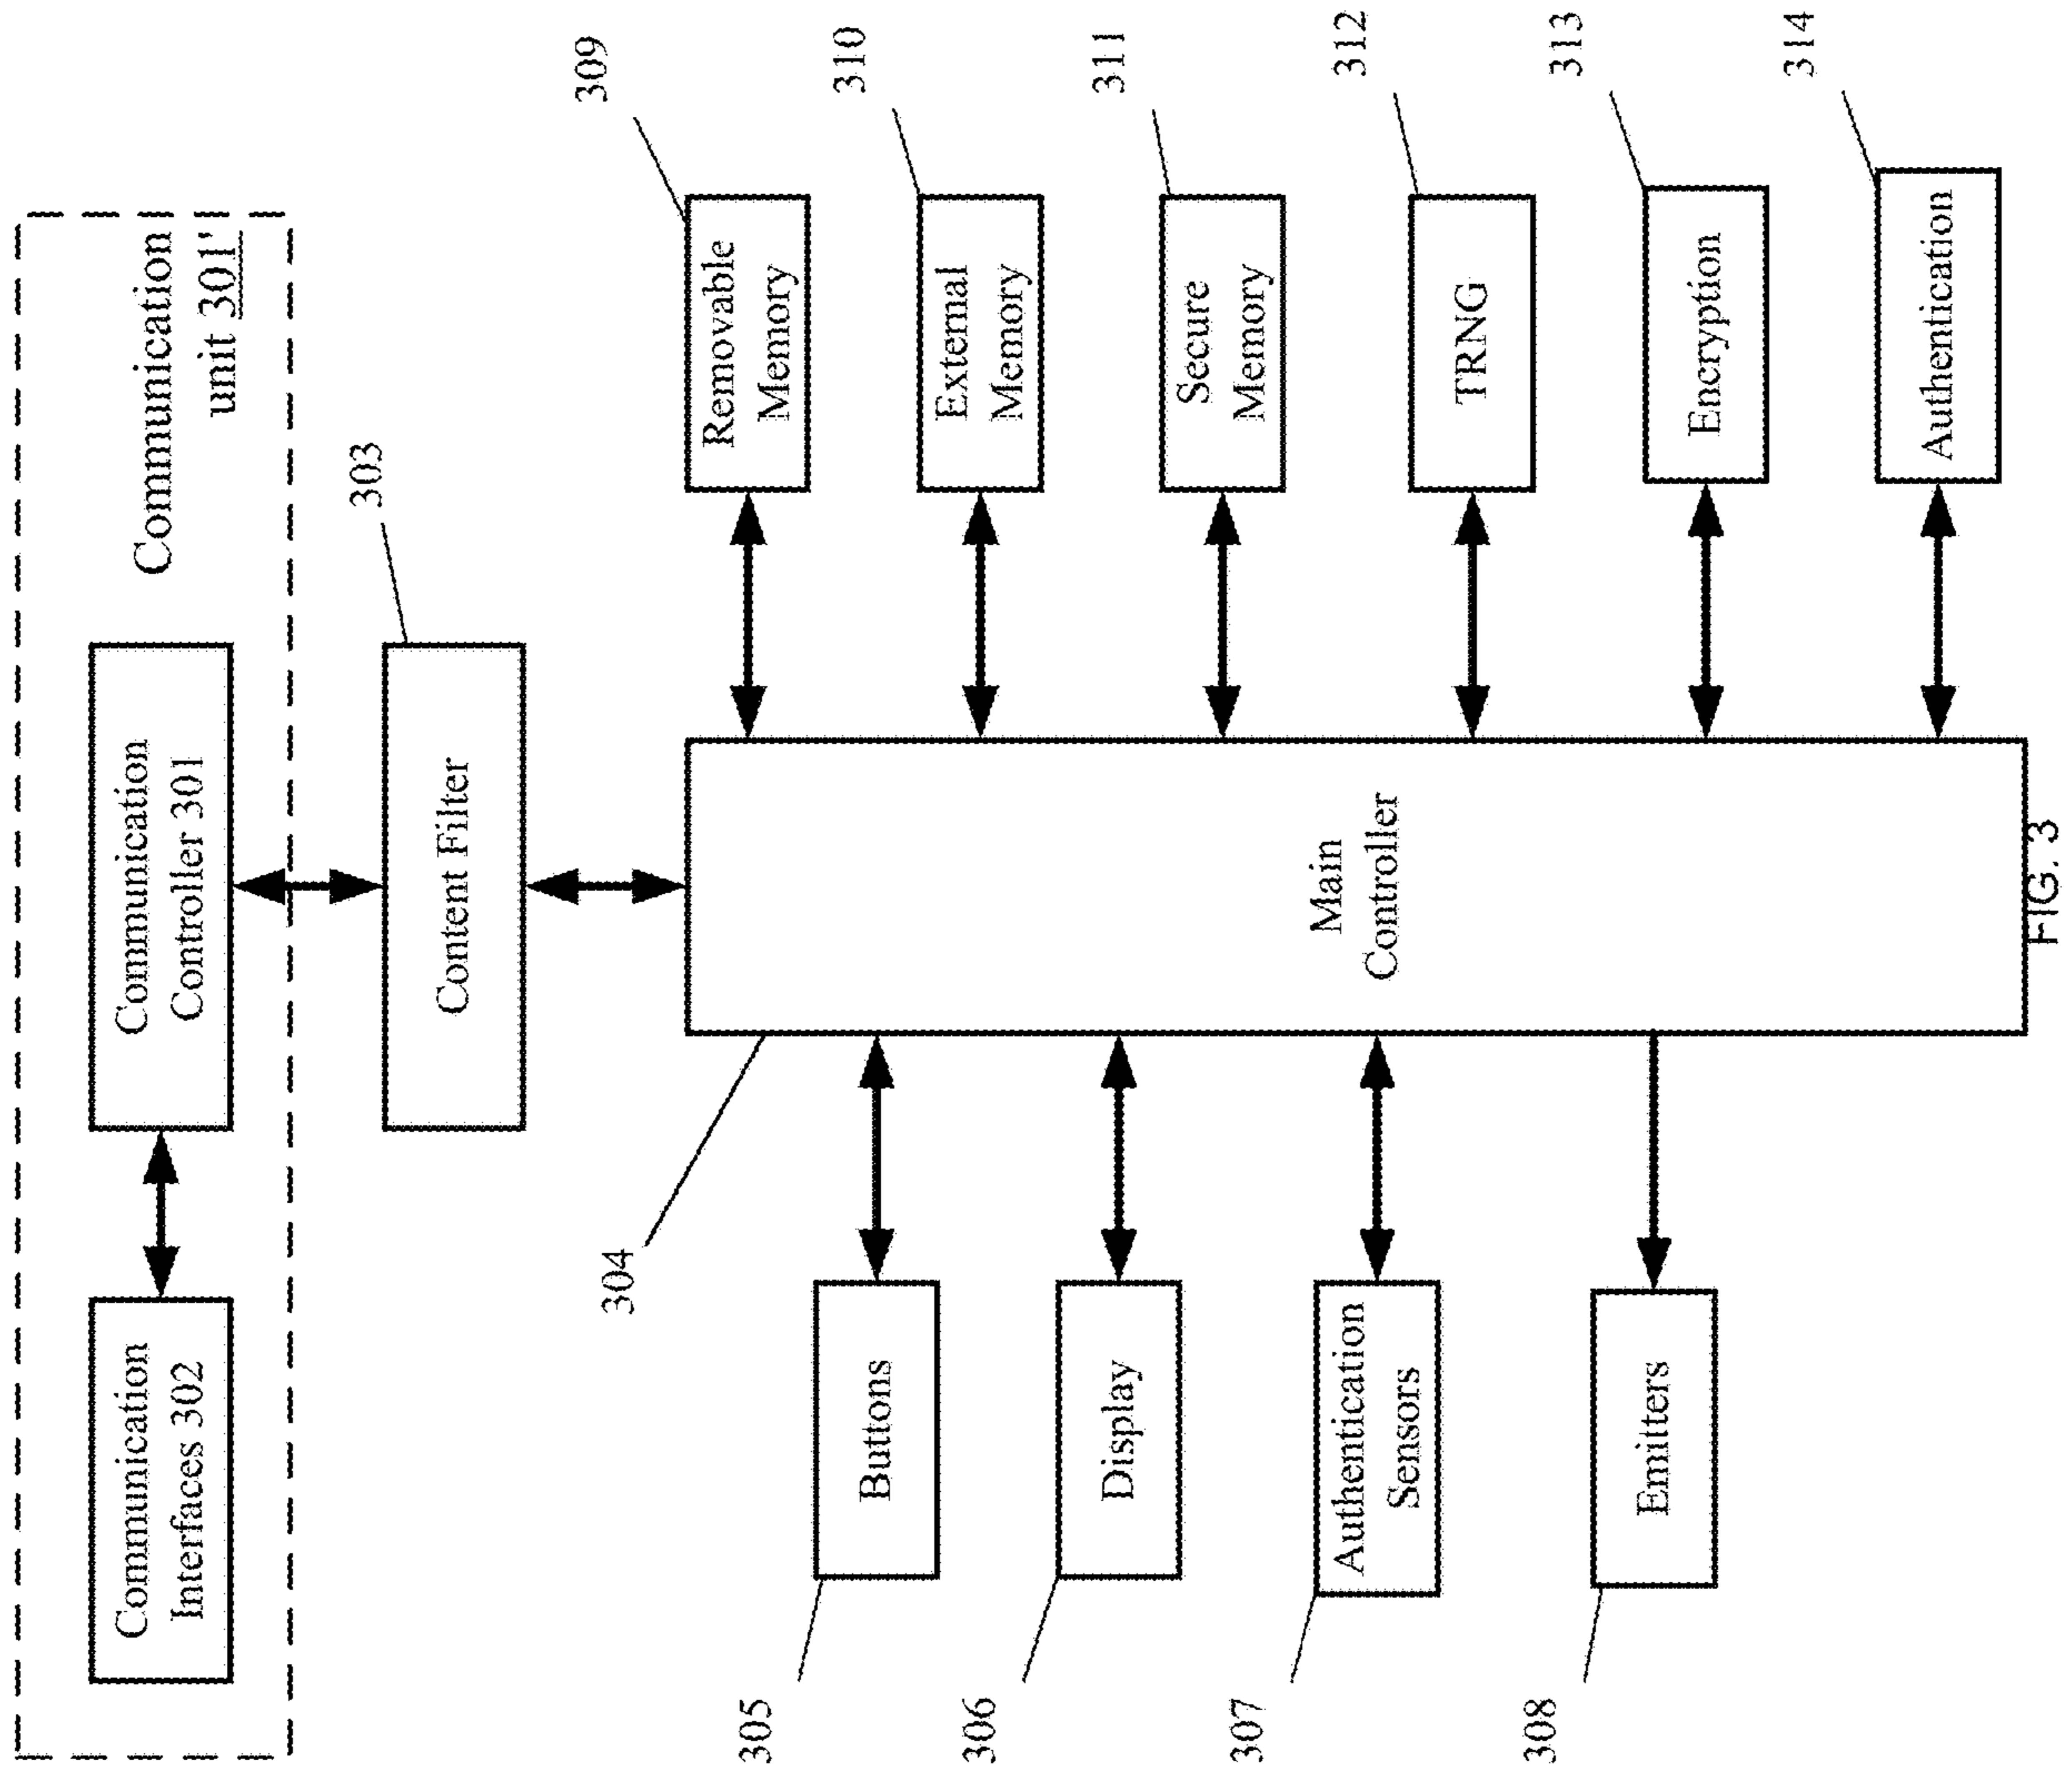 Communication
unit 301'
Communication
Interfaces 302
Communication
Controller 301
303
Content Filter
304
Main
Controller
305
Buttons
306
Display
307
Authentication
Sensors
308
Emitters
309
Removable
Memory
310
External
Memory
311
Secure
Memory
312
TRNG
313
Encryption
314
Authentication
FIG. 3